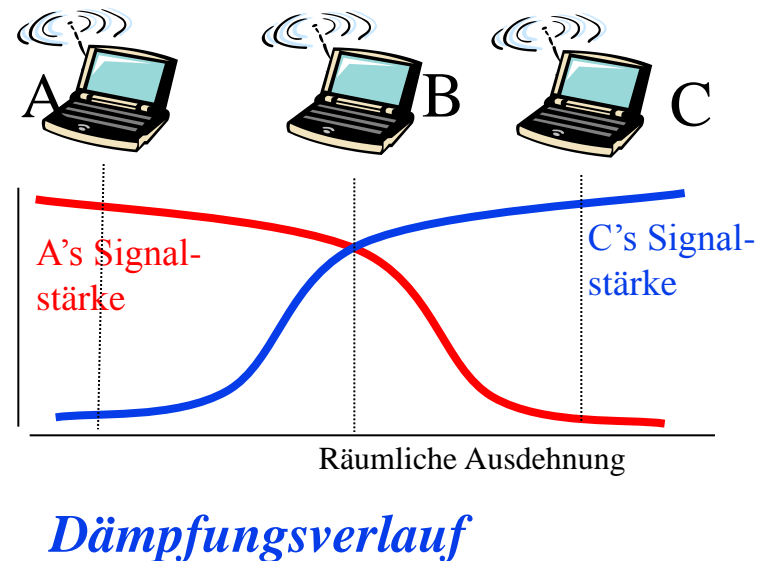 A
B
C
A's Signal-
stärke
C's Signal-
stärke
Räumliche Ausdehnung
Dämpfungsverlauf